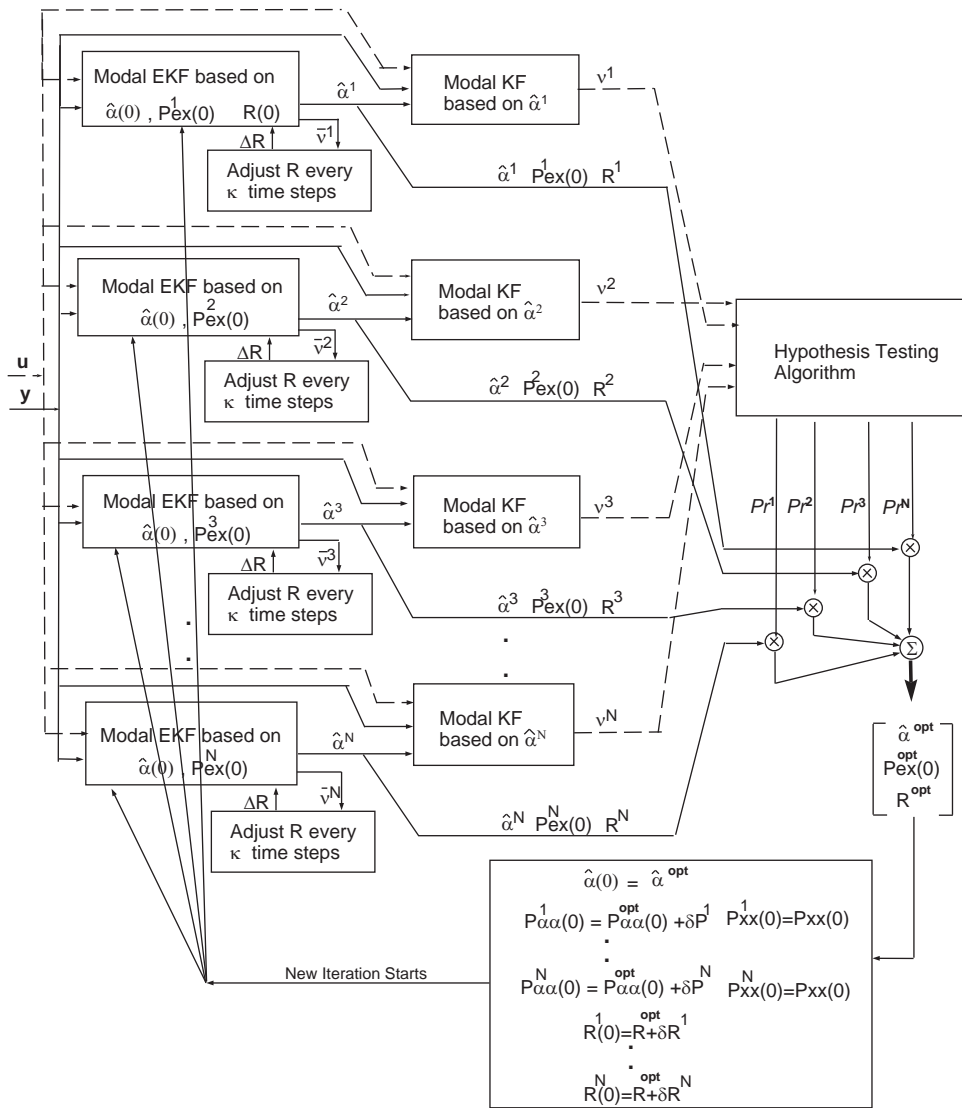 Modal EKF based on
α̂(0) , P¹ex(0) R(0)
α̂¹
Modal KF
based on α̂¹
ν¹
ΔR
ν̄¹
Adjust R every
κ time steps
α̂¹ P¹ex(0) R¹
Modal EKF based on
α̂(0) , P²ex(0)
α̂²
Modal KF
based on α̂²
ν²
ΔR
ν̄²
Adjust R every
κ time steps
α̂² P²ex(0) R²
Hypothesis Testing
Algorithm
u
y
Modal EKF based on
α̂(0) , P³ex(0)
α̂³
Modal KF
based on α̂³
ν³
Pr¹ Pr² Pr³ Prᴺ
ΔR
ν̄³
Adjust R every
κ time steps
α̂³ P³ex(0) R³
× × × ×
Σ
.
.
.
.
Modal EKF based on
α̂(0) , Pᴺex(0)
α̂ᴺ
Modal KF
based on α̂ᴺ
νᴺ
ΔR
ν̄ᴺ
Adjust R every
κ time steps
α̂ᴺ Pᴺex(0) Rᴺ
α̂ opt
P opt ex(0)
R opt
α̂(0) = α̂ opt
P¹αα(0) = P opt αα(0) +δP¹ P¹xx(0)=Pxx(0)
.
.
Pᴺαα(0) = P opt αα(0) +δPᴺ Pᴺxx(0)=Pxx(0)
R¹(0)=R opt +δR¹
.
.
Rᴺ(0)=R opt +δRᴺ
New Iteration Starts